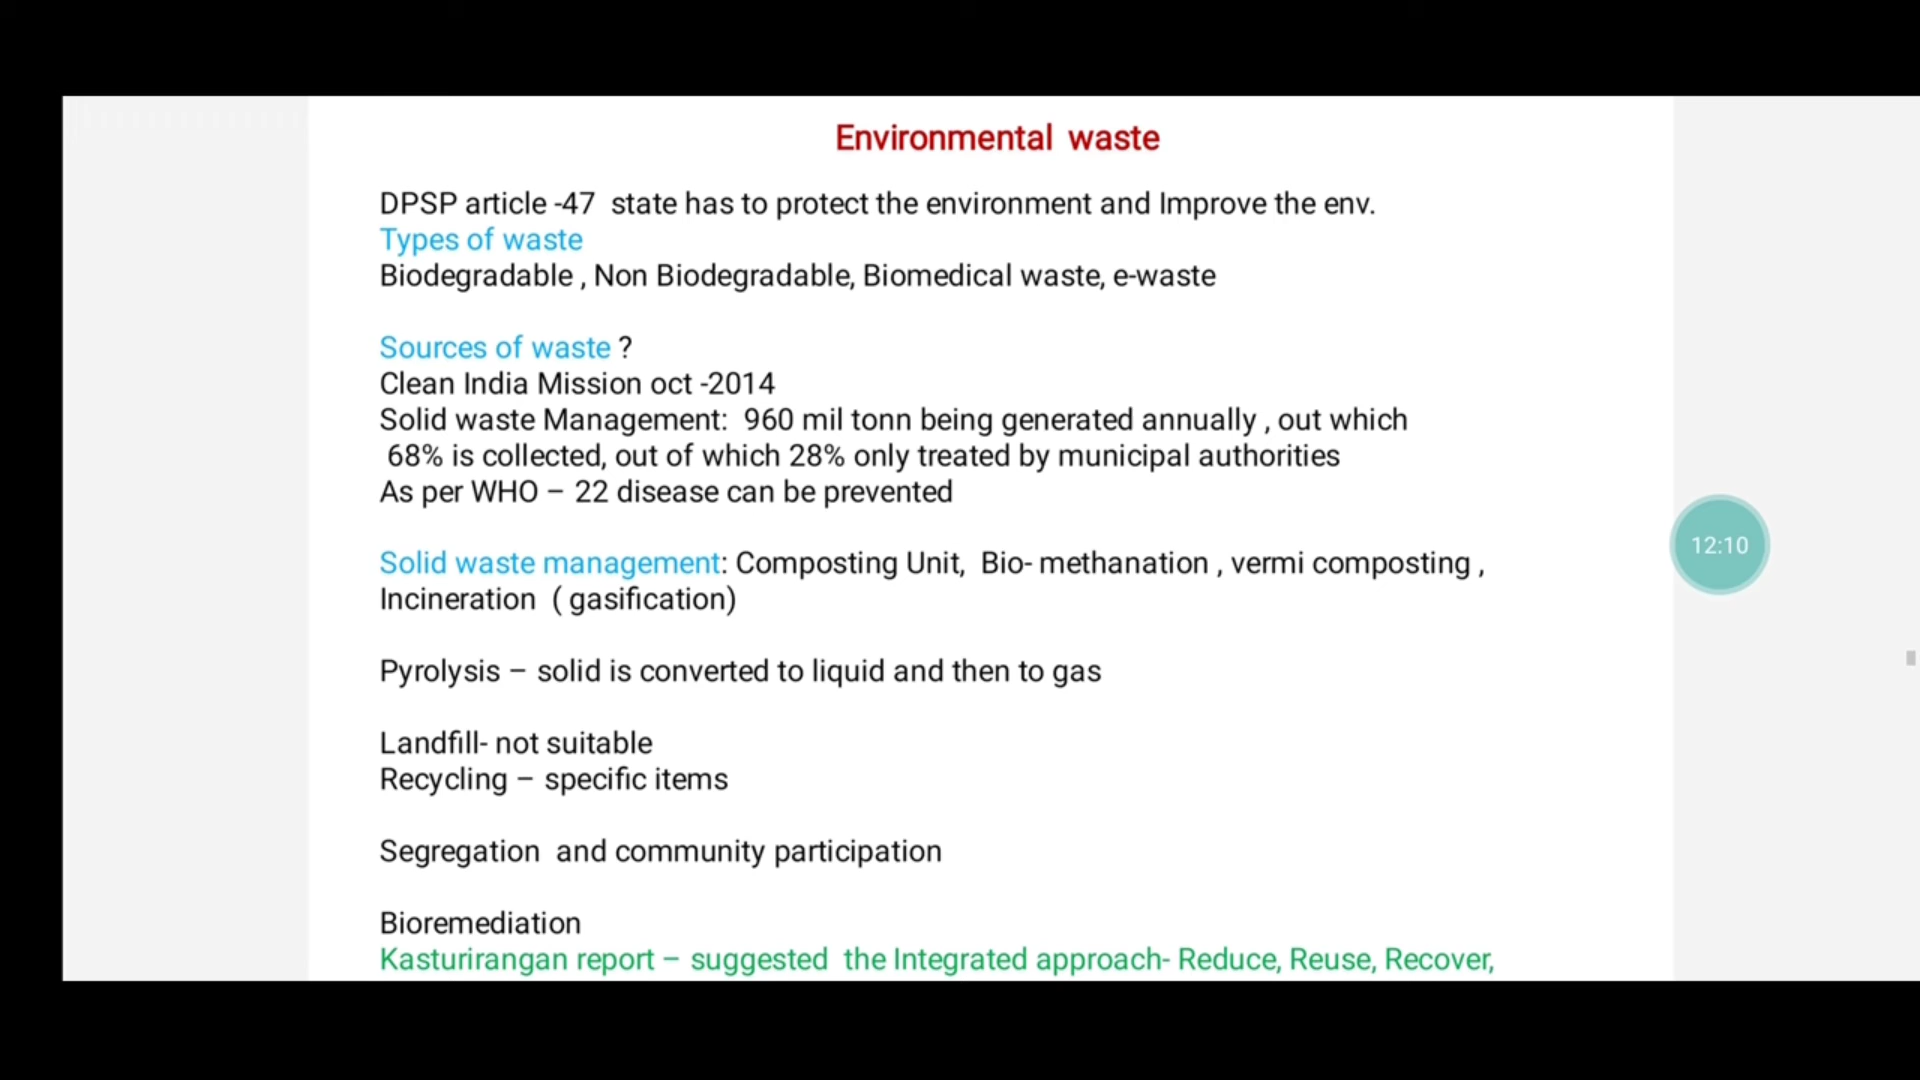 Environmental waste
DPSP article -47 state has to protect the environment and Improve the env.
Types of waste
Biodegradable , Non Biodegradable, Biomedical waste, e-waste
Sources of waste ?
Clean India Mission oct -2014
Solid waste Management: 960 mil tonn being generated annually , out which
68% is collected, out of which 28% only treated by municipal authorities
As per WHO – 22 disease can be prevented
Solid waste management: Composting Unit, Bio- methanation , vermi composting ,
Incineration ( gasification)
12:10
Pyrolysis – solid is converted to liquid and then to gas
Landfill- not suitable
Recycling – specific items
Segregation and community participation
Bioremediation
Kasturirangan report – suggested the Integrated approach- Reduce, Reuse, Recover,